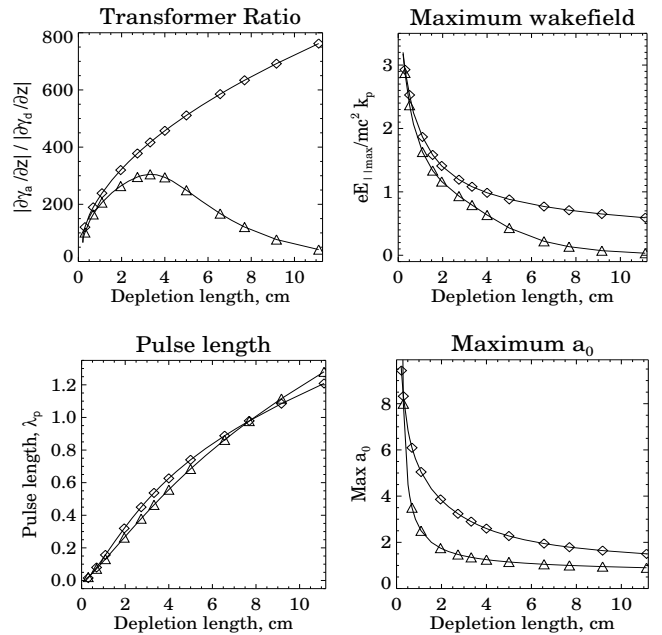 Transformer Ratio
800
600
400
200
0
|∂γa/∂z| / |∂γd/∂z|
0 2 4 6 8 10
Depletion length, cm
Maximum wakefield
3
2
1
0
eE||max/mc² kp
0 2 4 6 8 10
Depletion length, cm
Pulse length
1.2
1.0
0.8
0.6
0.4
0.2
0.0
Pulse length, λp
0 2 4 6 8 10
Depletion length, cm
Maximum a₀
8
6
4
2
0
Max a₀
0 2 4 6 8 10
Depletion length, cm